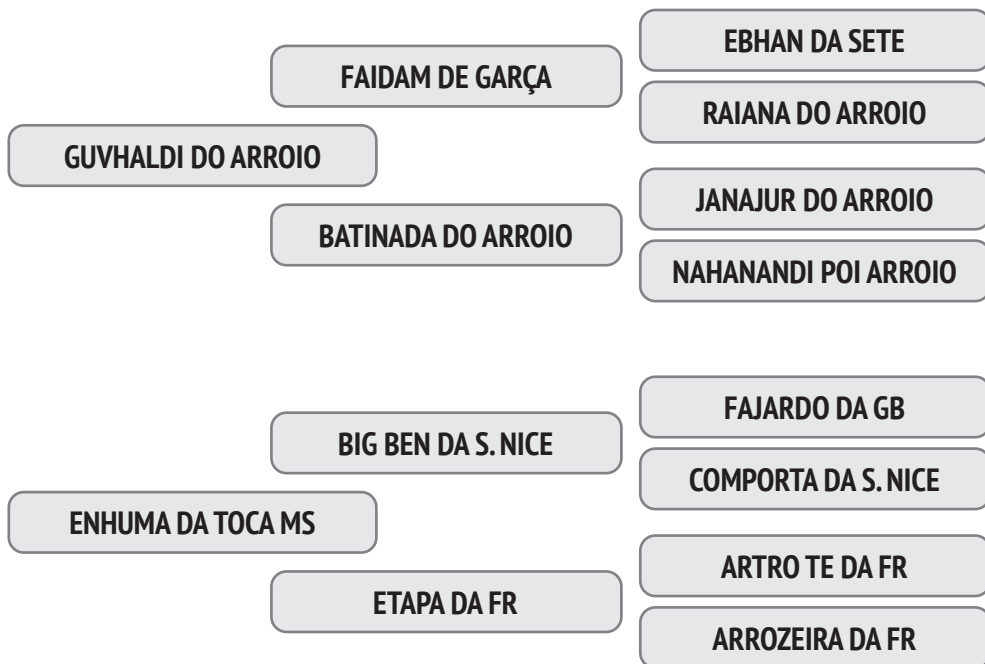 EBHAN DA SETE
FAIDAM DE GARÇA
RAIANA DO ARROIO
GUVHALDI DO ARROIO
JANAJUR DO ARROIO
BATINADA DO ARROIO
NAHANANDI POI ARROIO
FAJARDO DA GB
BIG BEN DA S. NICE
COMPORTA DA S. NICE
ENHUMA DA TOCA MS
ARTRO TE DA FR
ETAPA DA FR
ARROZEIRA DA FR